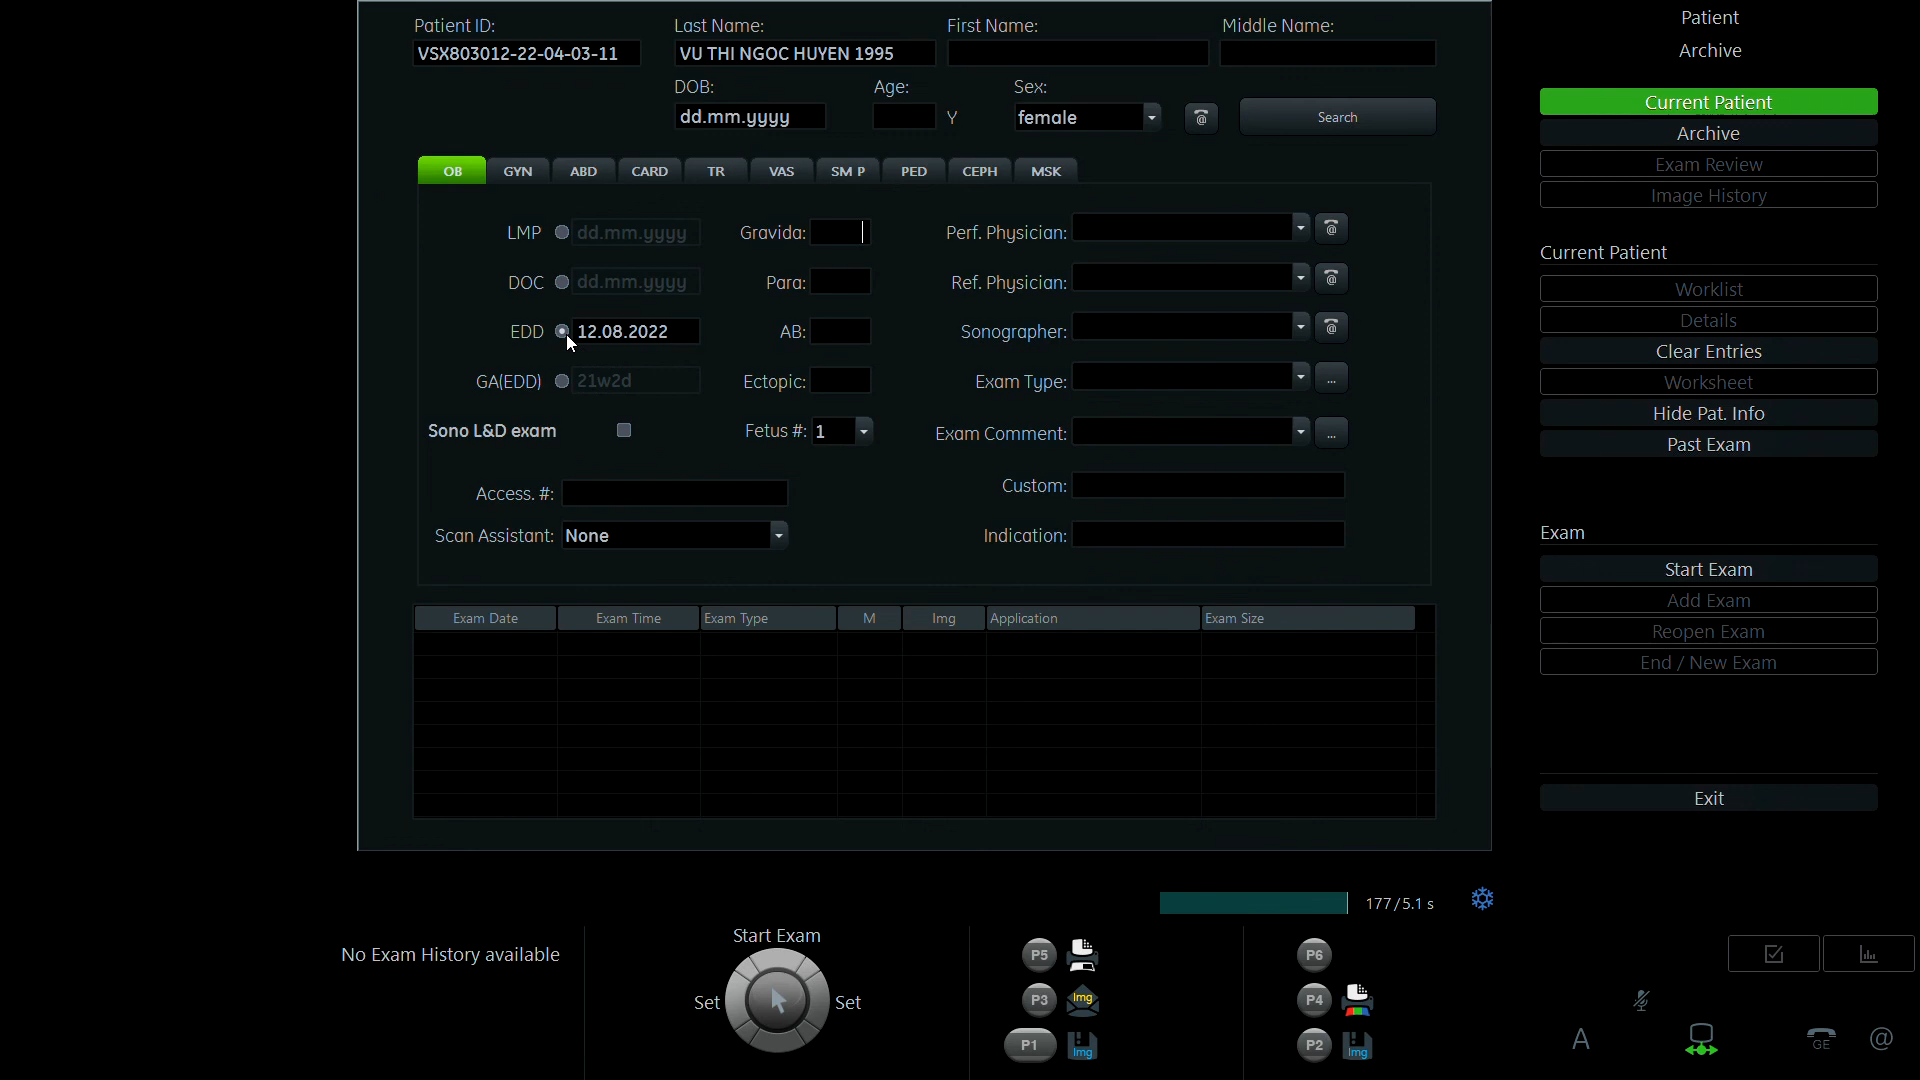 Patient ID: Last Name: First Name: Middle Name:
VSX803012-22-04-03-11 VU THI NGOC HUYEN 1995
DOB: Age: Sex:
dd.mm.yyyy Y female @ Search
OB GYN ABD CARD TR VAS SM P PED CEPH MSK
LMP dd.mm.yyyy Gravida: Perf. Physician: @
DOC dd.mm.yyyy Para: Ref. Physician: @
EDD 12.08.2022 AB: Sonographer: @
GA(EDD) 21w2d Ectopic: Exam Type: ...
Sono L&D exam Fetus #: 1 Exam Comment: ...
Access. #: Custom:
Scan Assistant: None Indication:
Exam Date Exam Time Exam Type M Img Application Exam Size
Patient
Archive
Current Patient
Archive
Exam Review
Image History
Current Patient
Worklist
Details
Clear Entries
Worksheet
Hide Pat. Info
Past Exam
Exam
Start Exam
Add Exam
Reopen Exam
End / New Exam
Exit
177/5.1 s
No Exam History available
Start Exam
Set Set
P5 P6
P3 Img P4
P1 Img P2 Img
A GE @